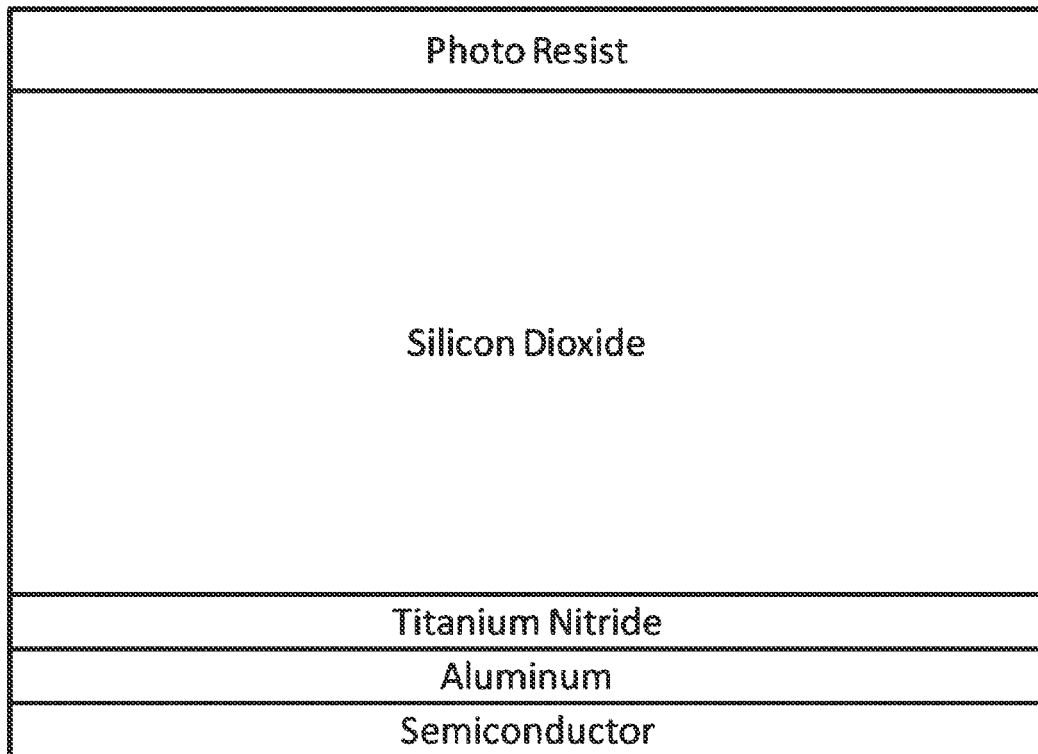 Photo Resist
Silicon Dioxide
Titanium Nitride
Aluminum
Semiconductor